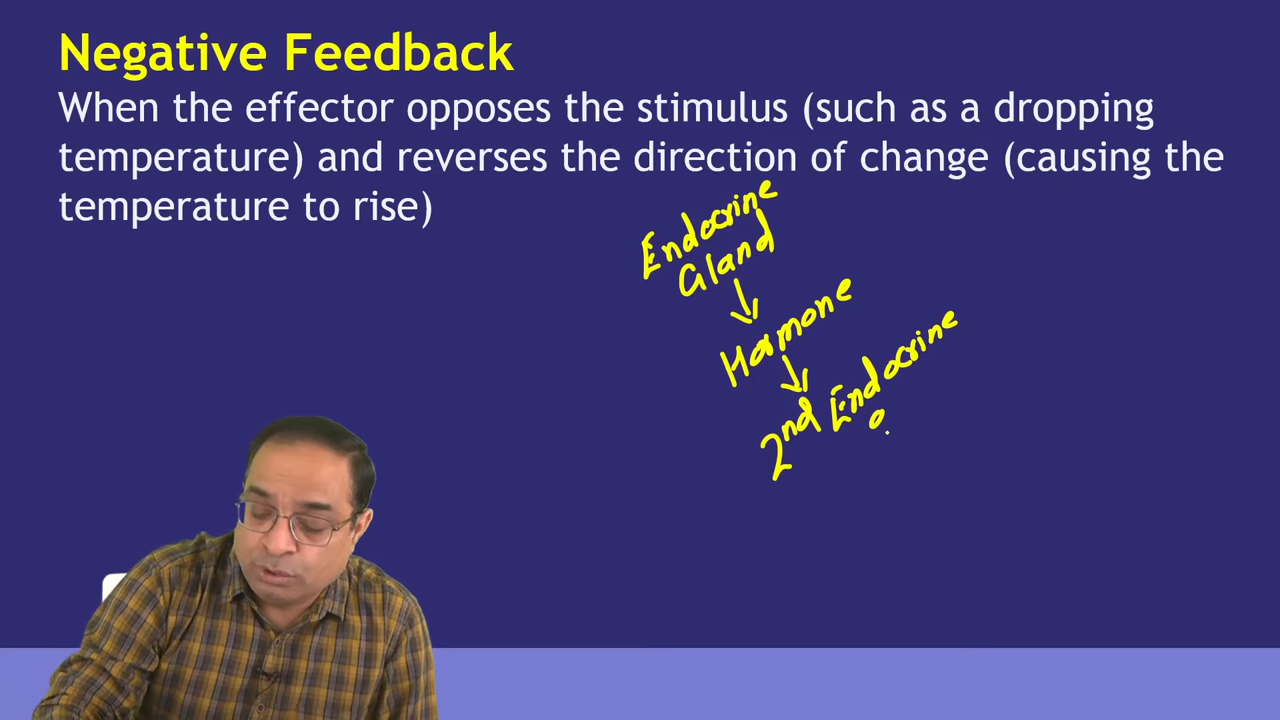 Negative Feedback
When the effector opposes the stimulus (such as a dropping
temperature) and reverses the direction of change (causing the
temperature to rise)
Endocrine
Gland
Hormone
2nd Endocrine